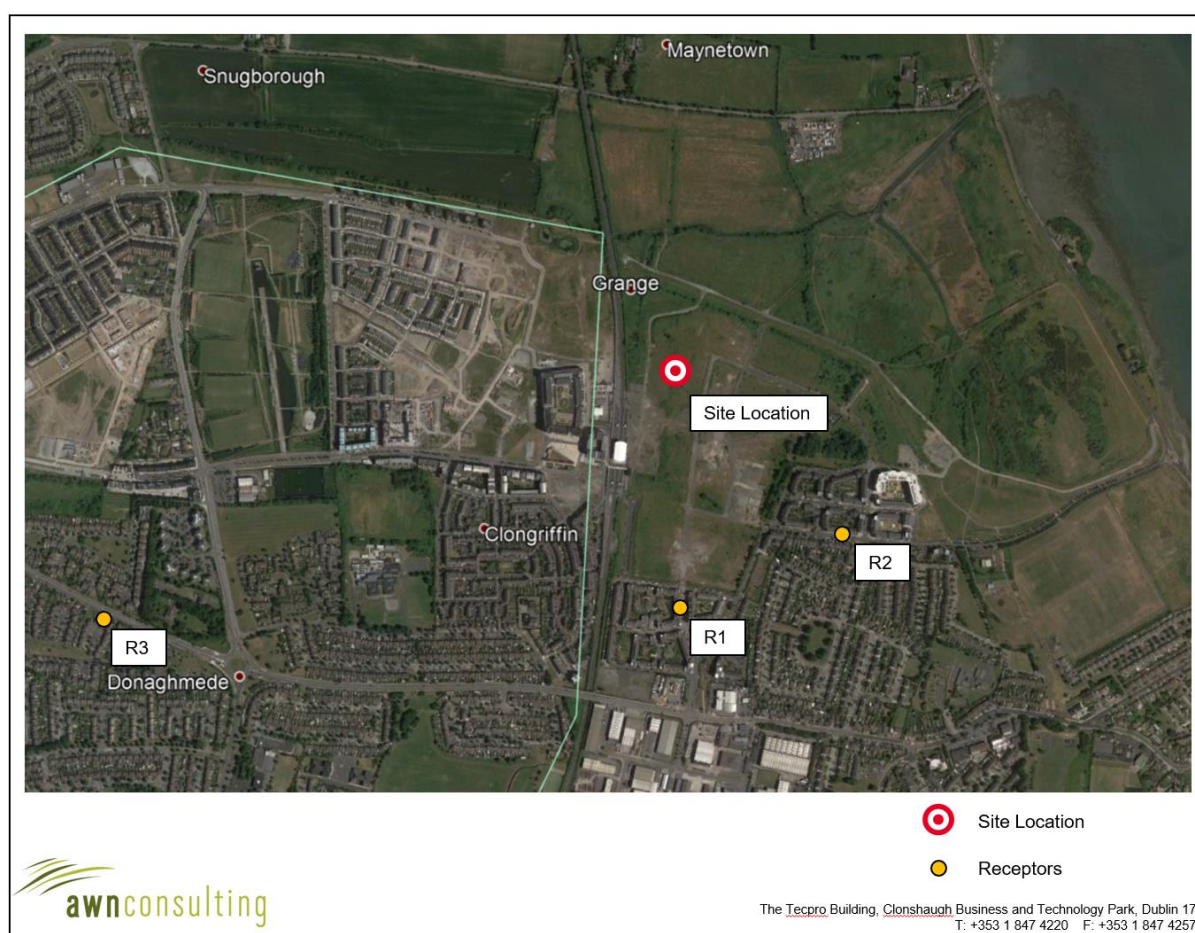 Maynetown
Snugborough
Grange
Site Location
Clongriffin
R2
R1
R3
Donaghmede
Site Location
Receptors
awnconsulting
The Tecpro Building, Clonshaugh Business and Technology Park, Dublin 17
T: +353 1 847 4220 F: +353 1 847 4257